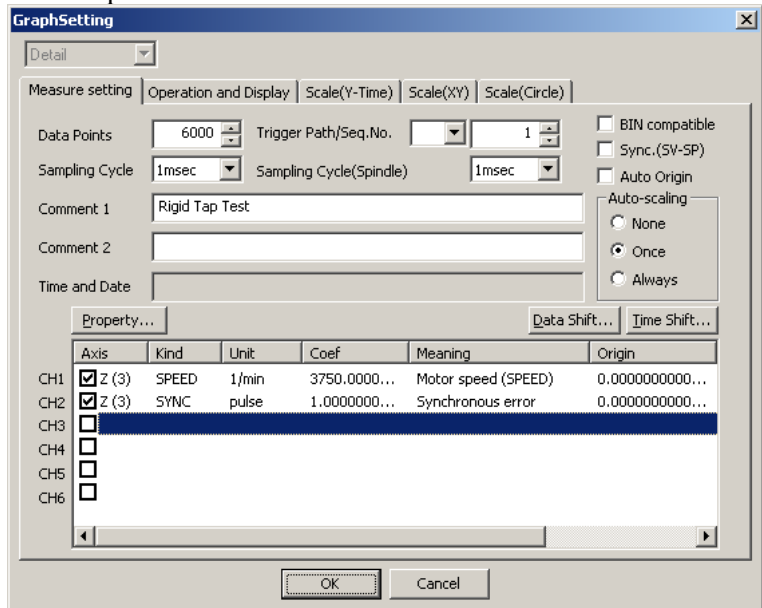 GraphSetting
Detail
Measure setting Operation and Display Scale(Y-Time) Scale(XY) Scale(Circle)
Data Points 6000 Trigger Path/Seq.No. 1 BIN compatible
Sync.(SV-SP)
Sampling Cycle 1msec Sampling Cycle(Spindle) 1msec Auto Origin
Comment 1 Rigid Tap Test
Auto-scaling
None
Comment 2
Once
Time and Date
Always
Property... Data Shift... Time Shift...
Axis Kind Unit Coef Meaning Origin
CH1 Z (3) SPEED 1/min 3750.0000... Motor speed (SPEED) 0.0000000000...
CH2 Z (3) SYNC pulse 1.0000000... Synchronous error 0.0000000000...
CH3
CH4
CH5
CH6
OK Cancel